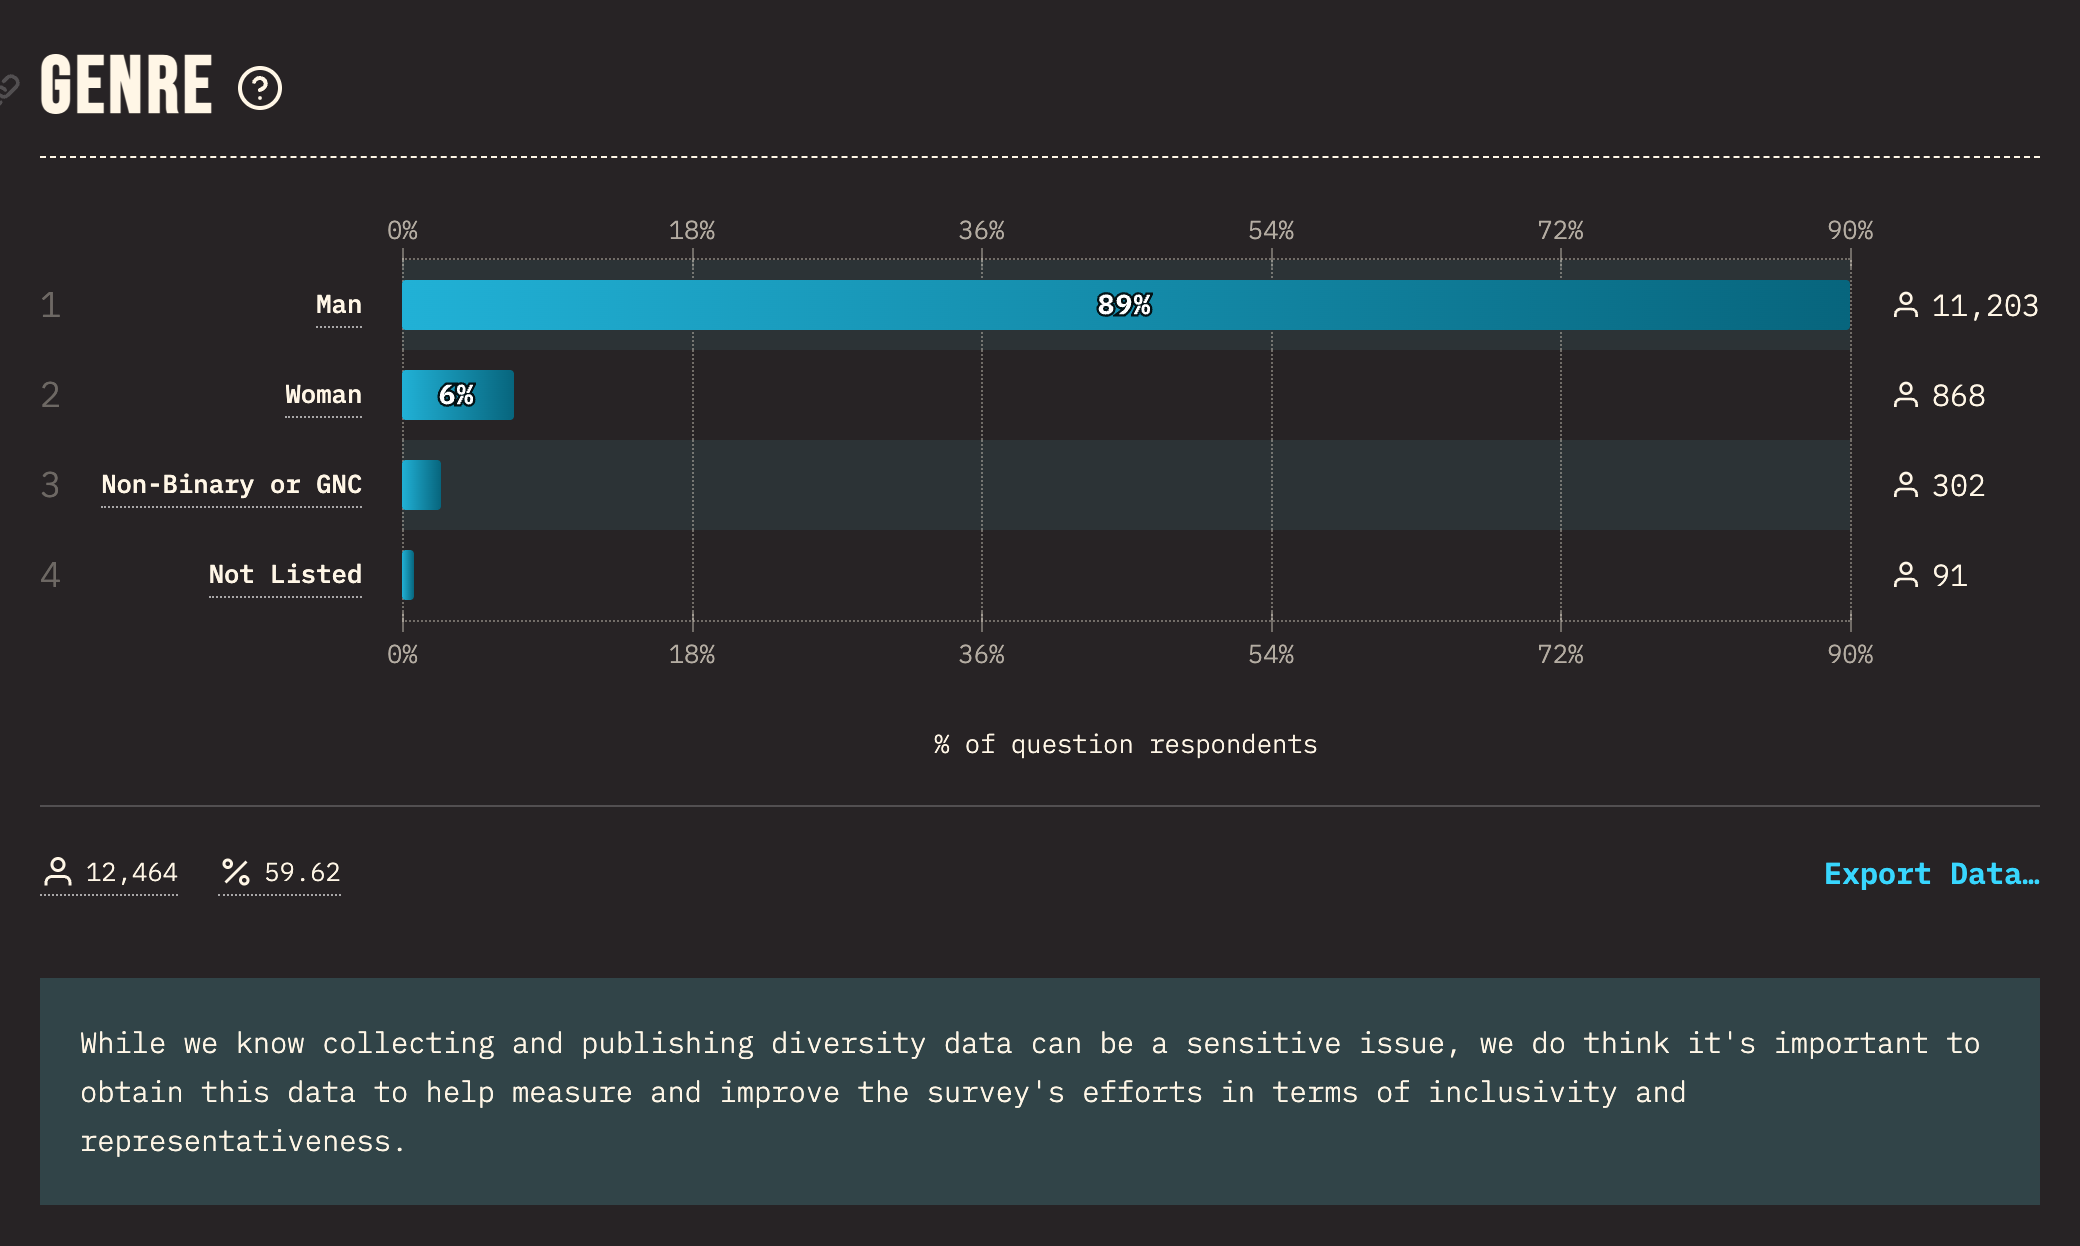 GENRE
0% 18% 36% 54% 72% 90%
1 Man 89% 11,203
2 Woman 6% 868
3 Non-Binary or GNC 302
4 Not Listed 91
0% 18% 36% 54% 72% 90%
% of question respondents
12,464 % 59.62 Export Data…
While we know collecting and publishing diversity data can be a sensitive issue, we do think it's important to
obtain this data to help measure and improve the survey's efforts in terms of inclusivity and
representativeness.